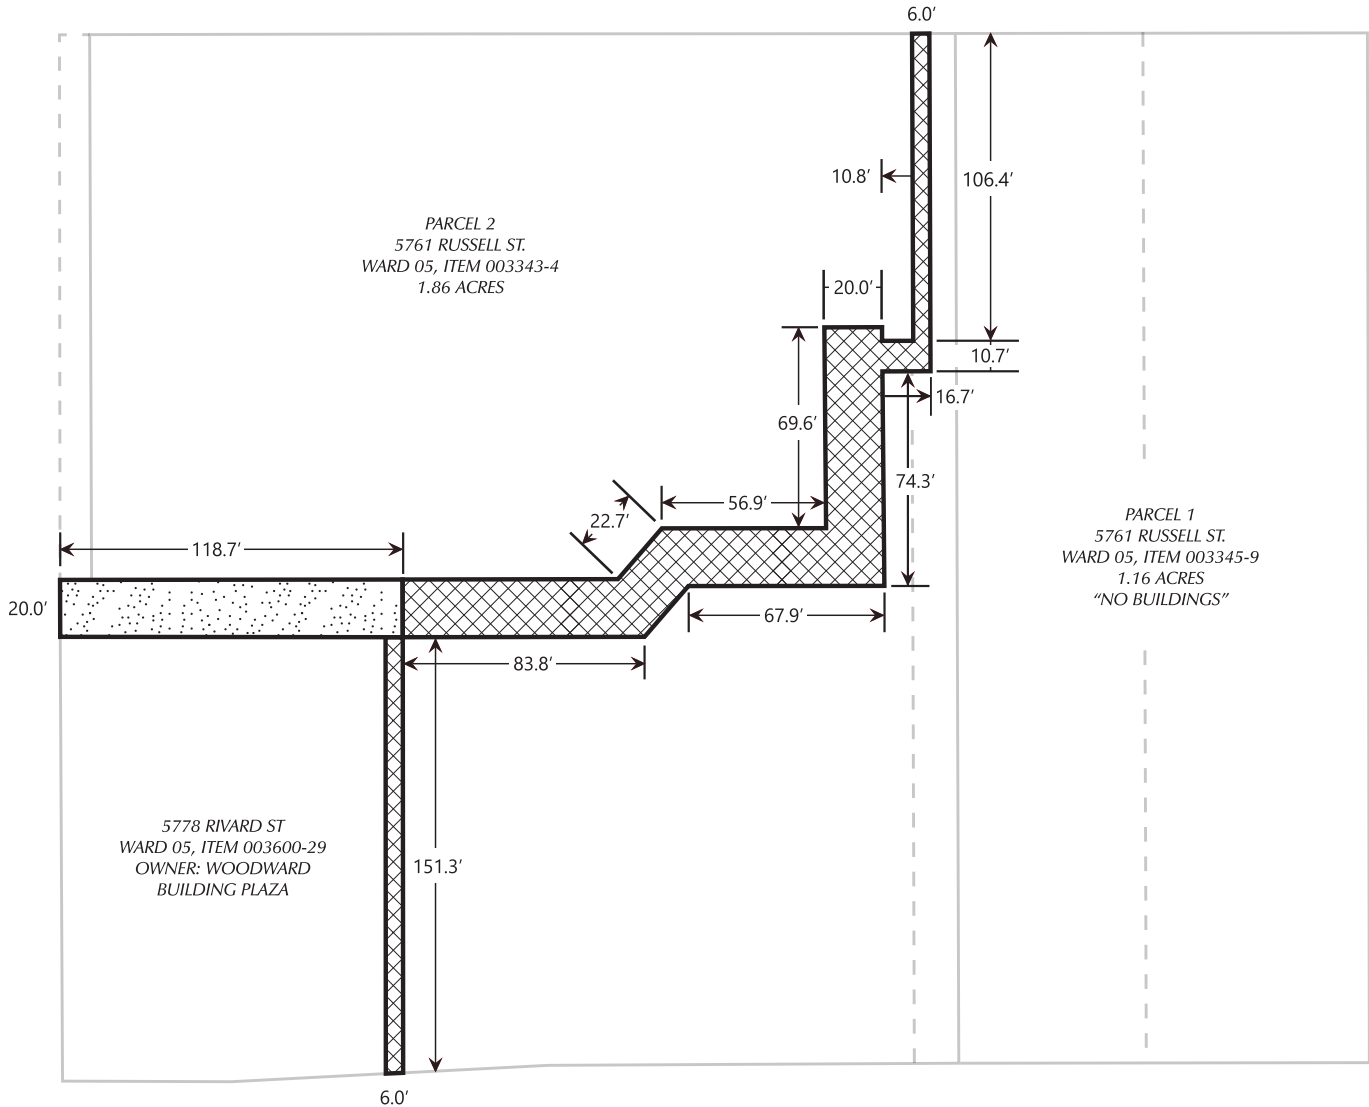 6.0′
10.8′
106.4′
PARCEL 2
5761 RUSSELL ST.
WARD 05, ITEM 003343-4
1.86 ACRES
20.0′
10.7′
16.7′
69.6′
74.3′
56.9′
22.7′
PARCEL 1
5761 RUSSELL ST.
WARD 05, ITEM 003345-9
1.16 ACRES
“NO BUILDINGS”
118.7′
20.0′
67.9′
83.8′
5778 RIVARD ST
WARD 05, ITEM 003600-29
OWNER: WOODWARD
BUILDING PLAZA
151.3′
6.0′